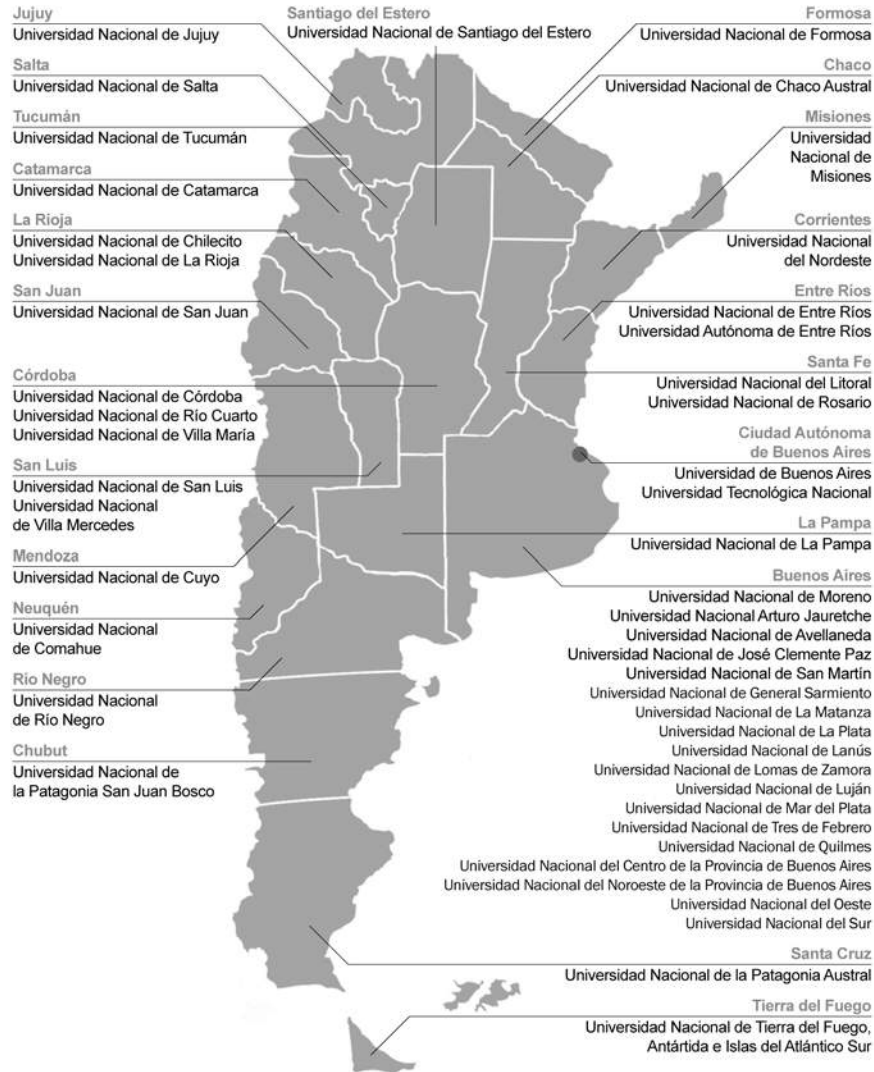 Jujuy
Universidad Nacional de Jujuy
Salta
Universidad Nacional de Salta
Tucumán
Universidad Nacional de Tucumán
Catamarca
Universidad Nacional de Catamarca
La Rioja
Universidad Nacional de Chilecito
Universidad Nacional de La Rioja
San Juan
Universidad Nacional de San Juan
Córdoba
Universidad Nacional de Córdoba
Universidad Nacional de Río Cuarto
Universidad Nacional de Villa María
San Luis
Universidad Nacional de San Luis
Universidad Nacional
de Villa Mercedes
Mendoza
Universidad Nacional de Cuyo
Neuquén
Universidad Nacional
de Comahue
Rio Negro
Universidad Nacional
de Río Negro
Chubut
Universidad Nacional de
la Patagonia San Juan Bosco
Santiago del Estero
Universidad Nacional de Santiago del Estero
Formosa
Universidad Nacional de Formosa
Chaco
Universidad Nacional de Chaco Austral
Misiones
Universidad
Nacional de
Misiones
Corrientes
Universidad Nacional
del Nordeste
Entre Ríos
Universidad Nacional de Entre Ríos
Universidad Autónoma de Entre Ríos
Santa Fe
Universidad Nacional del Litoral
Universidad Nacional de Rosario
Ciudad Autónoma
de Buenos Aires
Universidad de Buenos Aires
Universidad Tecnológica Nacional
La Pampa
Universidad Nacional de La Pampa
Buenos Aires
Universidad Nacional de Moreno
Universidad Nacional Arturo Jauretche
Universidad Nacional de Avellaneda
Universidad Nacional de José Clemente Paz
Universidad Nacional de San Martín
Universidad Nacional de General Sarmiento
Universidad Nacional de La Matanza
Universidad Nacional de La Plata
Universidad Nacional de Lanús
Universidad Nacional de Lomas de Zamora
Universidad Nacional de Luján
Universidad Nacional de Mar del Plata
Universidad Nacional de Tres de Febrero
Universidad Nacional de Quilmes
Universidad Nacional del Centro de la Provincia de Buenos Aires
Universidad Nacional del Noroeste de la Provincia de Buenos Aires
Universidad Nacional del Oeste
Universidad Nacional del Sur
Santa Cruz
Universidad Nacional de la Patagonia Austral
Tierra del Fuego
Universidad Nacional de Tierra del Fuego,
Antártida e Islas del Atlántico Sur